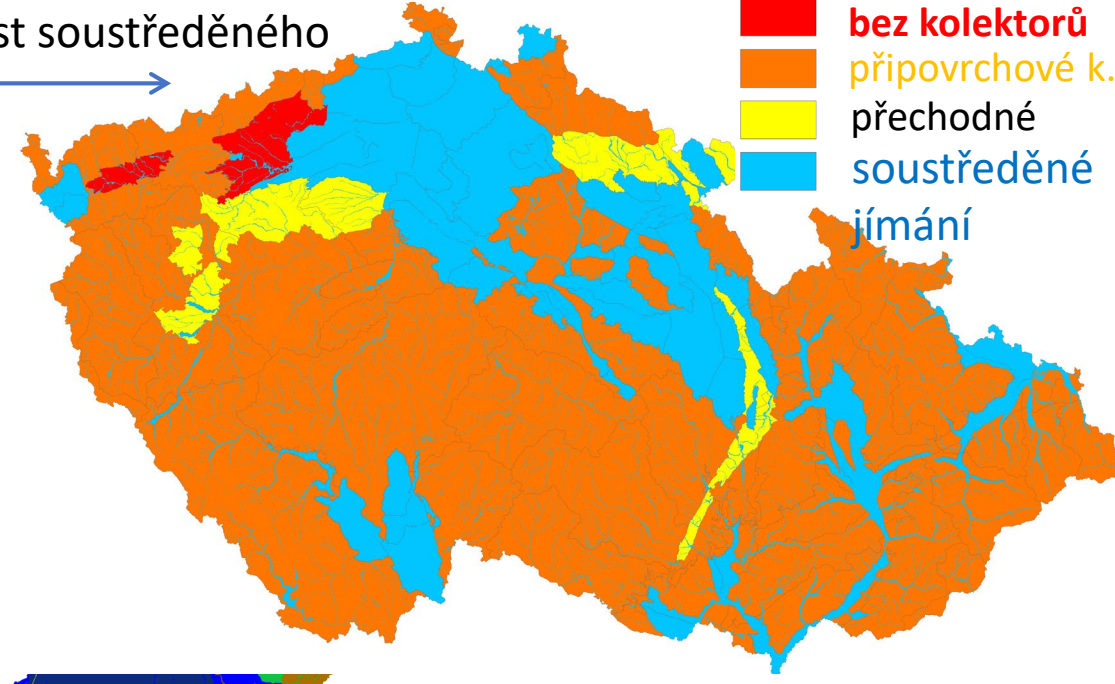 st soustředěného
bez kolektorů
připovrchové k.
přechodné
soustředěné
jímání